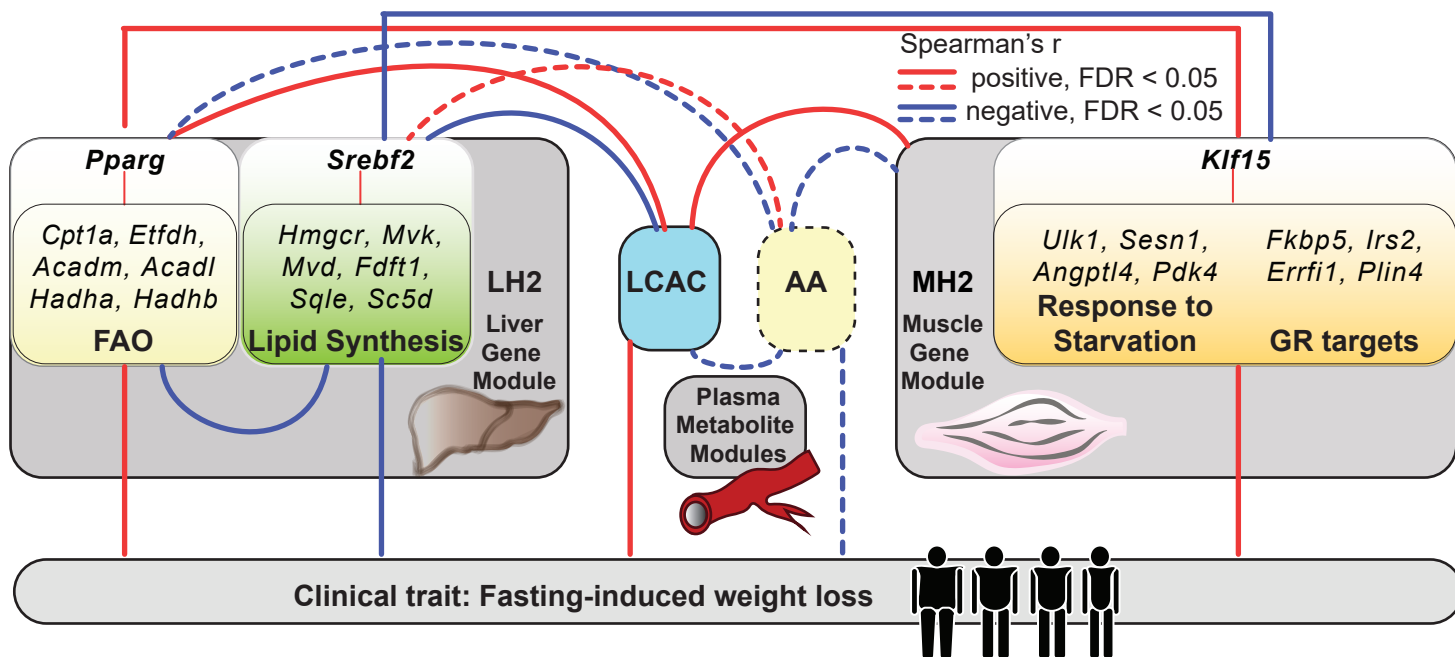 Spearman's r
positive, FDR < 0.05
negative, FDR < 0.05
Pparg
Cpt1a, Etfdh,
Acadm, Acadl
Hadha, Hadhb
FAO
Srebf2
Hmgcr, Mvk,
Mvd, Fdft1,
Sqle, Sc5d
Lipid Synthesis
LH2
Liver
Gene
Module
LCAC
AA
Plasma
Metabolite
Modules
MH2
Muscle
Gene
Module
Klf15
Ulk1, Sesn1,
Angptl4, Pdk4
Response to
Starvation
Fkbp5, Irs2,
Errfi1, Plin4
GR targets
Clinical trait: Fasting-induced weight loss